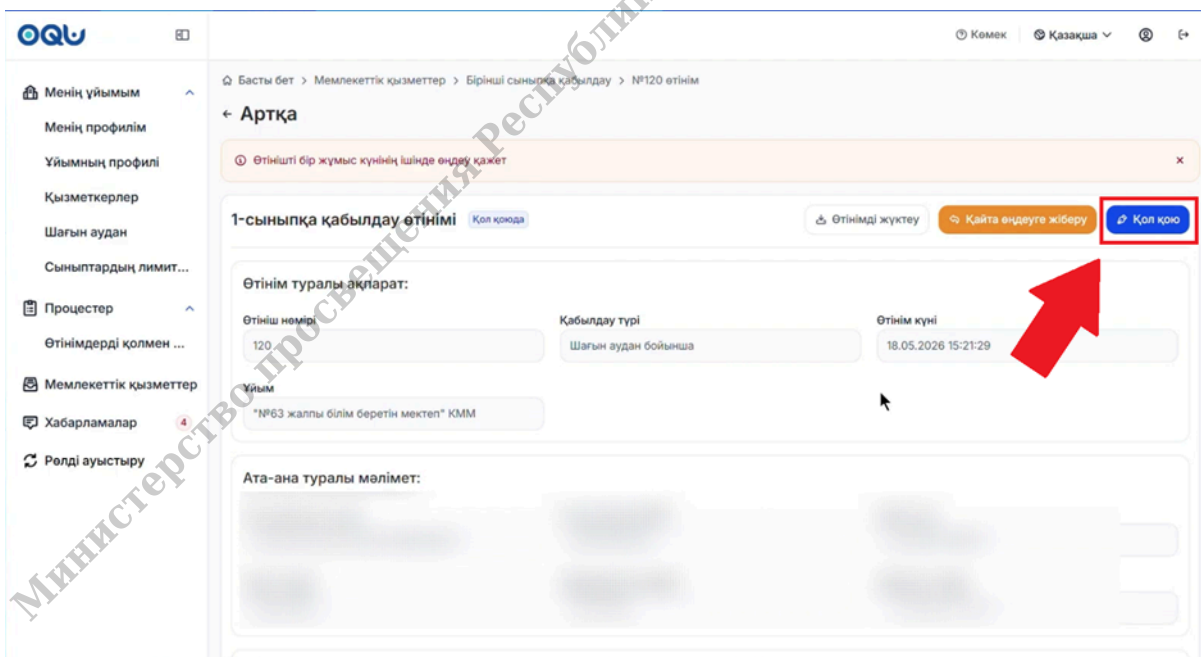 OQU
Көмек
Қазақша
Басты бет > Мемлекеттік қызметтер > Бірінші сыныпқа қабылдау > №120 өтінім
← Артқа
Менің ұйымым
Менің профилім
Ұйымның профилі
Қызметкерлер
Шағын аудан
Сыныптардың лимит...
Процестер
Өтінімдерді қолмен ...
Мемлекеттік қызметтер
Хабарламалар 4
Рөлді ауыстыру
Өтінішті бір жұмыс күнінің ішінде өңдеу қажет
1-сыныпқа қабылдау өтінімі Қол қоюда
Өтінімді жүктеу
Қайта өңдеуге жіберу
Қол қою
Өтінім туралы ақпарат:
Өтініш нөмірі
120
Қабылдау түрі
Шағын аудан бойынша
Өтінім күні
18.05.2026 15:21:29
Ұйым
"№63 жалпы білім беретін мектеп" КММ
Ата-ана туралы мәлімет:
Министерство просвещения